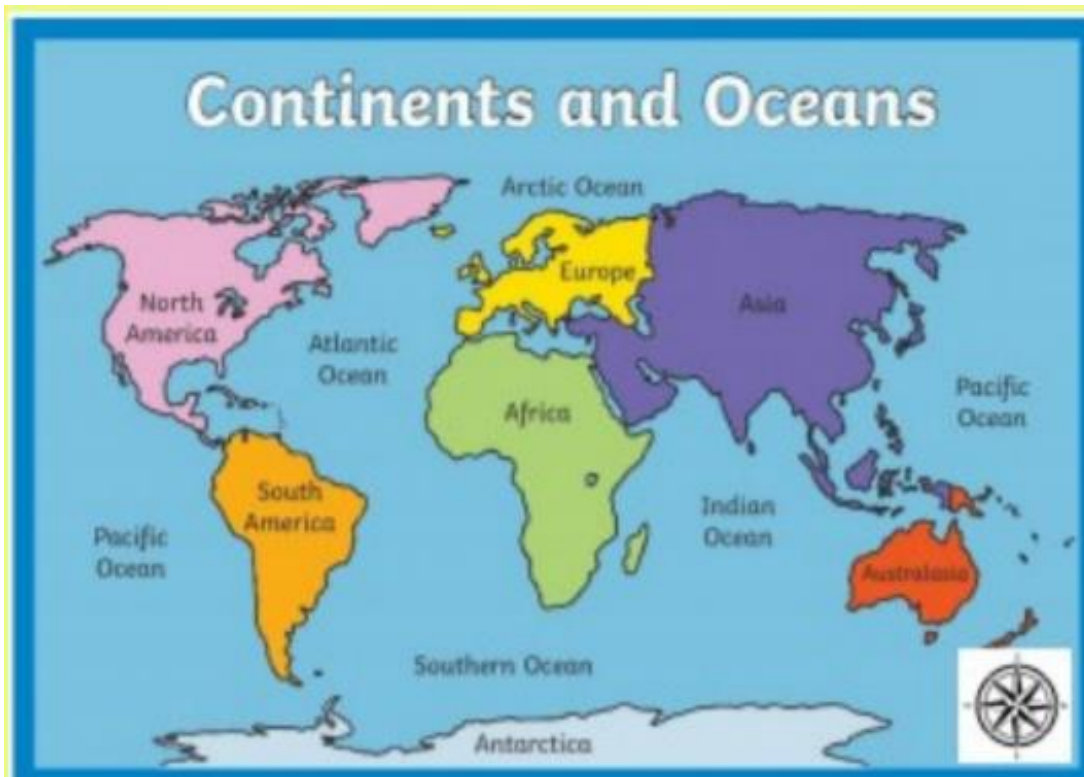 Continents and Oceans
Arctic Ocean
Europe
Asia
North
America
Atlantic
Ocean
Pacific
Ocean
Africa
South
America
Indian
Ocean
Pacific
Ocean
Australasia
Southern Ocean
Antarctica